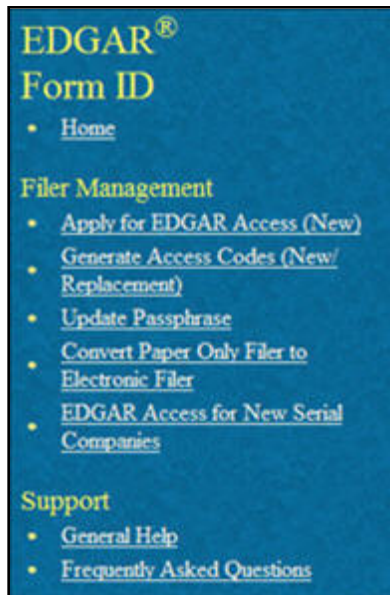 EDGAR®
Form ID
• Home
Filer Management
• Apply for EDGAR Access (New)
• Generate Access Codes (New/
Replacement)
• Update Passphrase
• Convert Paper Only Filer to
Electronic Filer
• EDGAR Access for New Serial
Companies
Support
• General Help
• Frequently Asked Questions